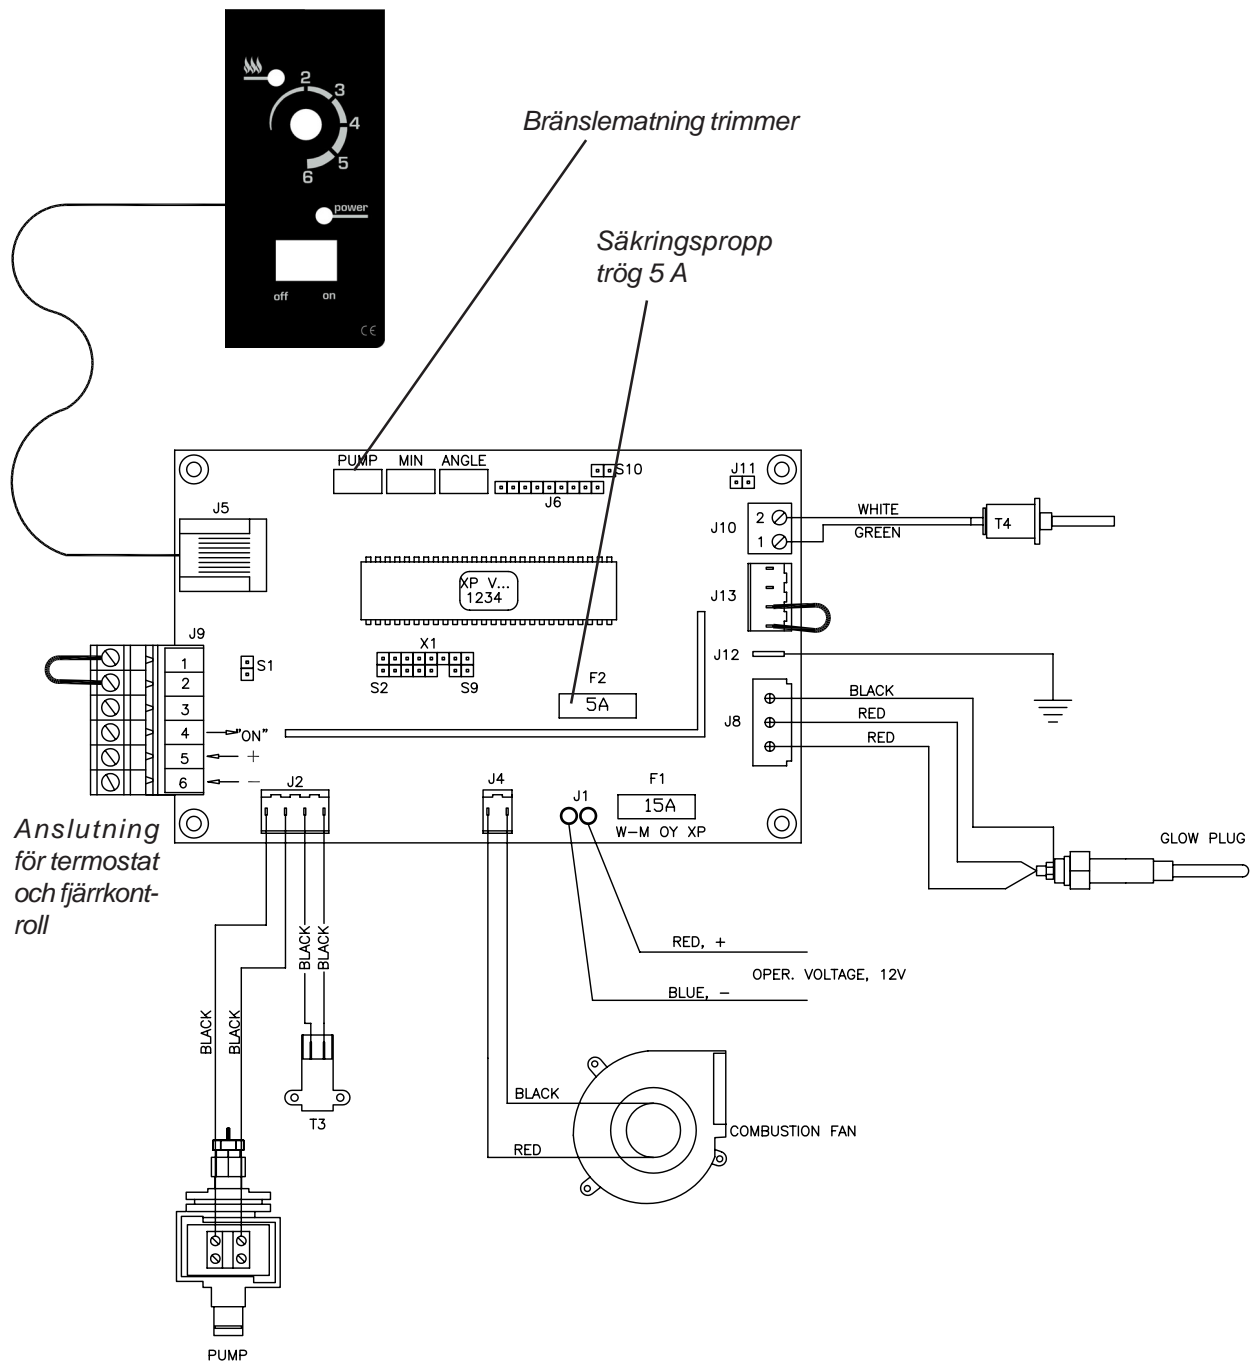 2
3
4
5
6
power
off on
CE
Bränslematning trimmer
Säkringspropp
trög 5 A
PUMP MIN ANGLE
S10
J11
J6
J5
J10
2
1
WHITE
GREEN
T4
XP V...
1234
J13
J9
1
2
3
4
5
6
"ON"
+
−
S1
X1
S2 S9
J12
F2
5A
J8
BLACK
RED
RED
J2
J4
J1
F1
15A
W-M OY XP
GLOW PLUG
Anslutning
för termostat
och fjärrkont-
roll
BLACK
BLACK
BLACK
BLACK
RED, +
OPER. VOLTAGE, 12V
BLUE, −
T3
BLACK
RED
COMBUSTION FAN
PUMP